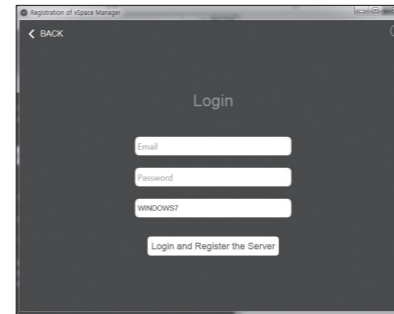 Registration of vSpace Manager
BACK
Login
Email
Password
WINDOWS7
Login and Register the Server